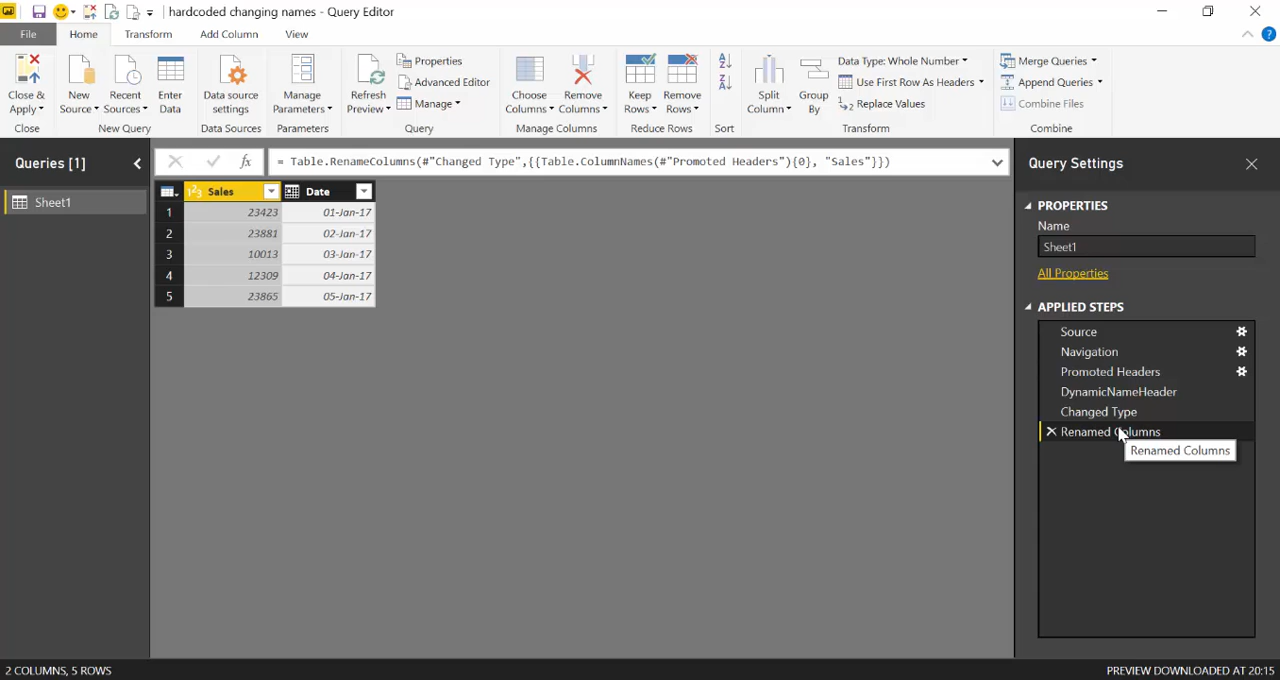 hardcoded changing names - Query Editor
File Home Transform Add Column View
Close & Apply
New Source
Recent Sources
Enter Data
Data source settings
Manage Parameters
Refresh Preview
Properties
Advanced Editor
Manage
Choose Columns
Remove Columns
Keep Rows
Remove Rows
Split Column
Group By
Data Type: Whole Number
Use First Row As Headers
Replace Values
Merge Queries
Append Queries
Combine Files
Close New Query Data Sources Parameters Query Manage Columns Reduce Rows Sort Transform Combine
Queries [1]
Sheet1
fx = Table.RenameColumns(#"Changed Type",{{Table.ColumnNames(#"Promoted Headers"){0}, "Sales"}})
Sales Date
1 23423 01-Jan-17
2 23881 02-Jan-17
3 10013 03-Jan-17
4 12309 04-Jan-17
5 23865 05-Jan-17
Query Settings
PROPERTIES
Name
Sheet1
All Properties
APPLIED STEPS
Source
Navigation
Promoted Headers
DynamicNameHeader
Changed Type
Renamed Columns
Renamed Columns
2 COLUMNS, 5 ROWS
PREVIEW DOWNLOADED AT 20:15